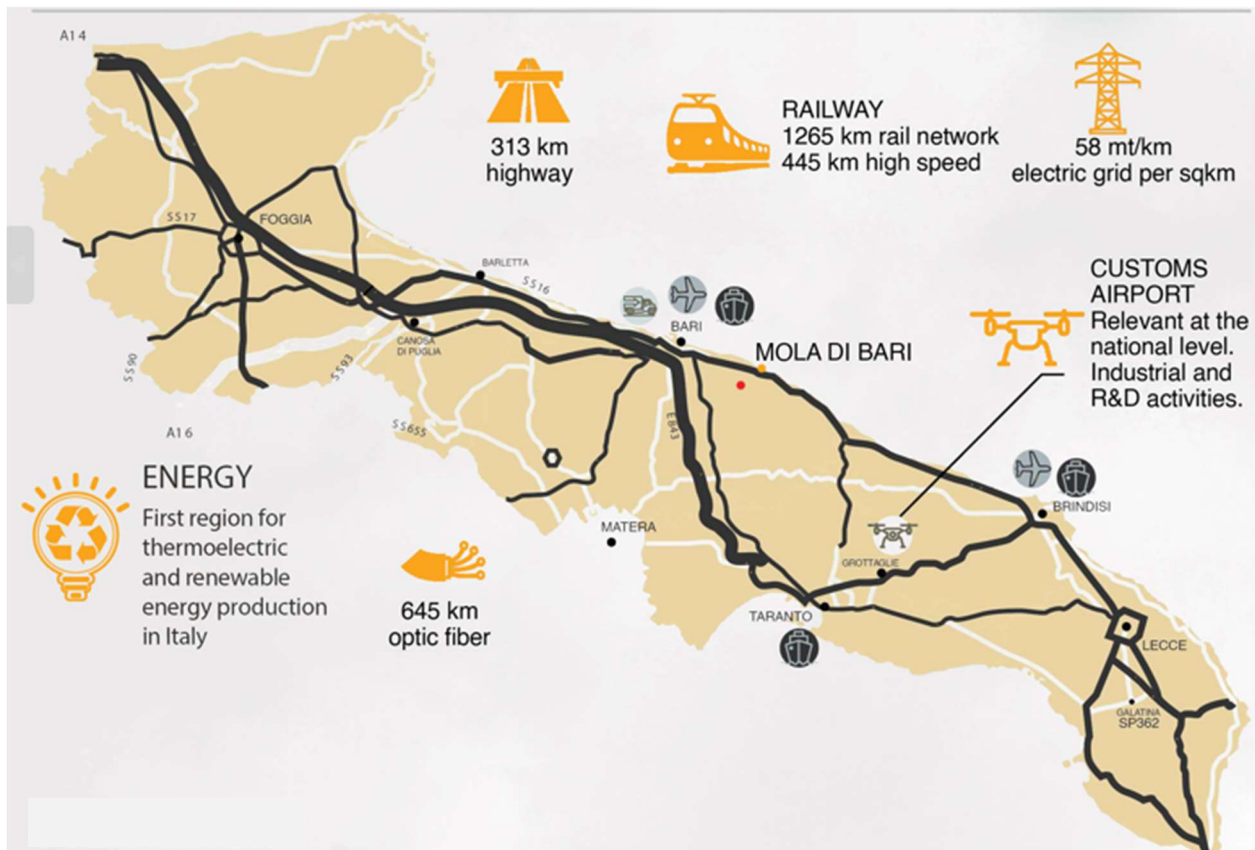 A14
313 km
highway
RAILWAY
1265 km rail network
445 km high speed
58 mt/km
electric grid per sqkm
SS17
FOGGIA
BARLETTA
SS16
CUSTOMS
AIRPORT
Relevant at the
national level.
Industrial and
R&D activities.
BARI
CANOSA
DI PUGLIA
MOLA DI BARI
SS90
SS93
A16
SS655
E843
ENERGY
First region for
thermoelectric
and renewable
energy production
in Italy
BRINDISI
MATERA
GROTTAGLIE
645 km
optic fiber
TARANTO
LECCE
GALATINA
SP362